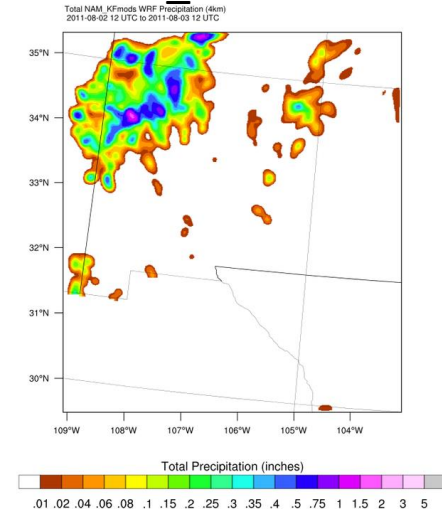 Total NAM_KFmods WRF Precipitation (4km)
2011-08-02 12 UTC to 2011-08-03 12 UTC
35°N
34°N
33°N
32°N
31°N
30°N
109°W 108°W 107°W 106°W 105°W 104°W
Total Precipitation (inches)
.01 .02 .04 .06 .08 .1 .15 .2 .25 .3 .35 .4 .5 .75 1 1.5 2 3 5